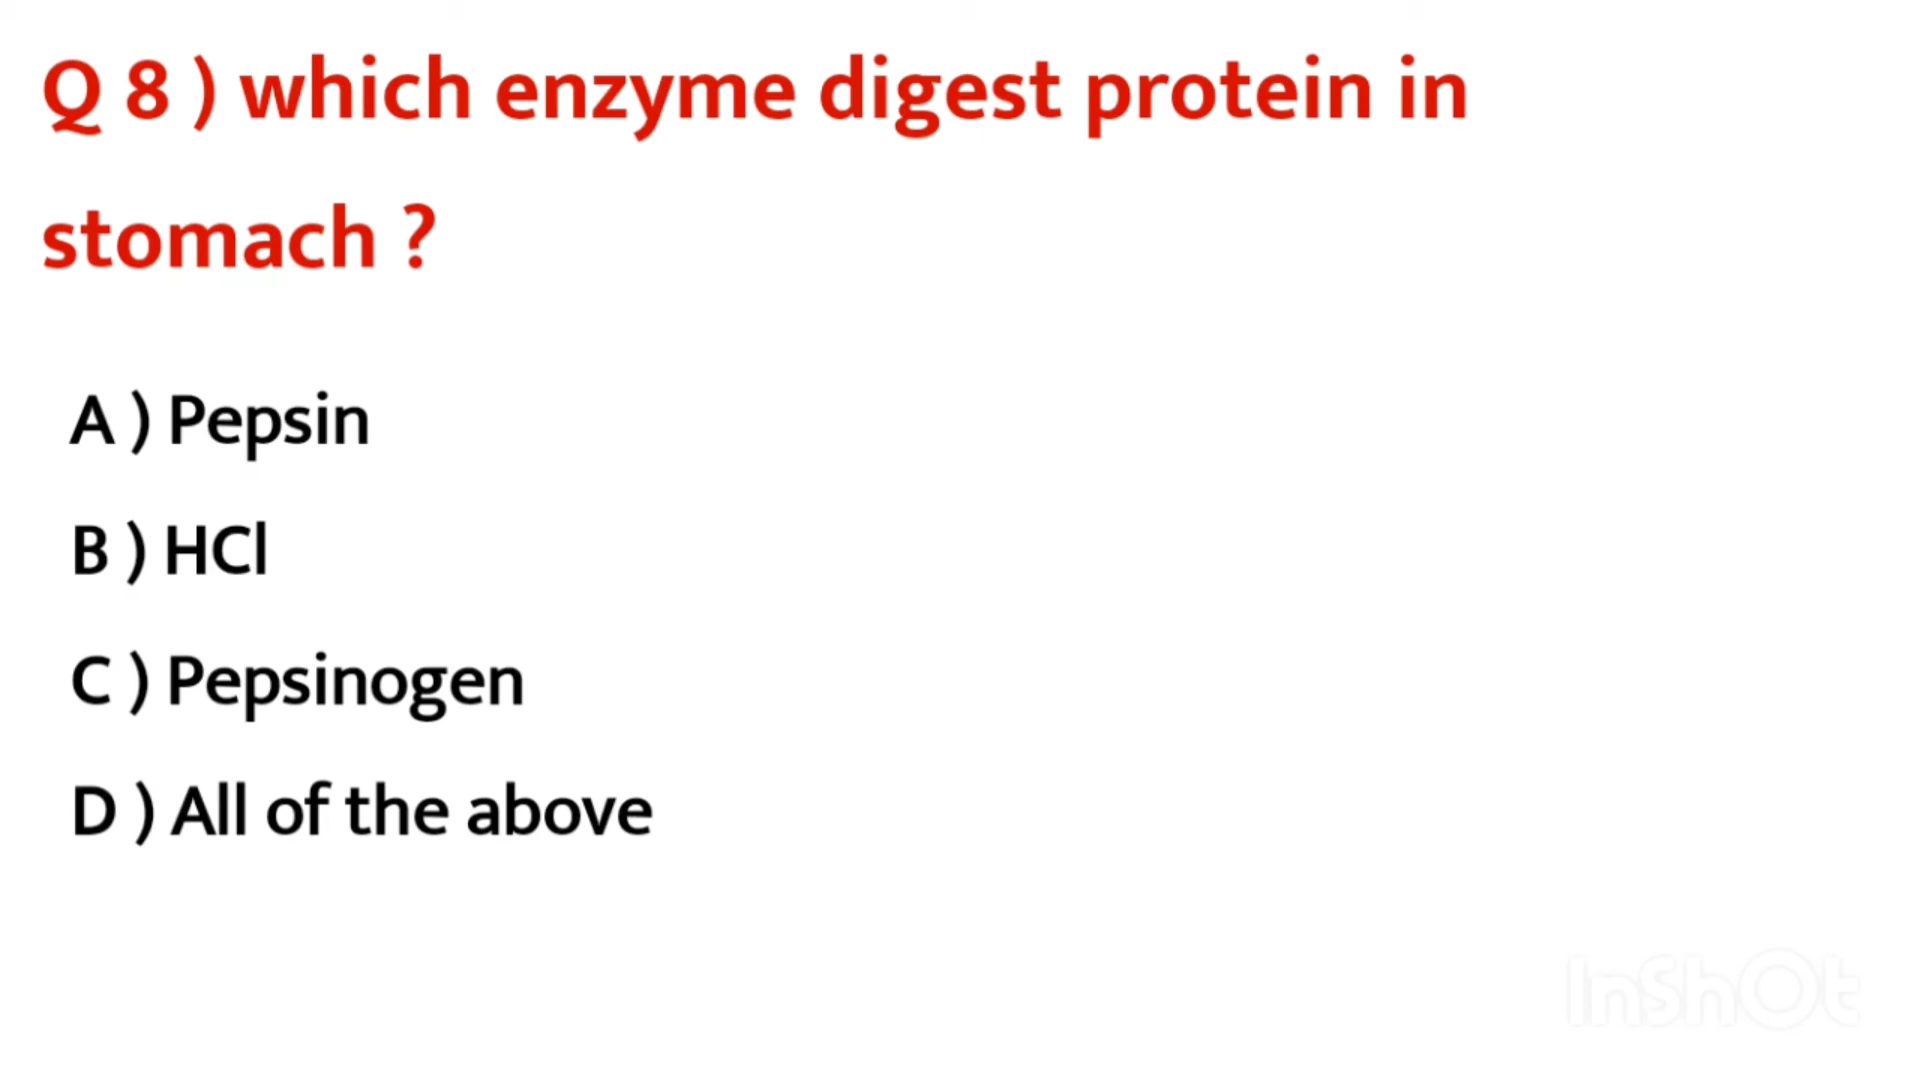 Q 8 ) which enzyme digest protein in
stomach ?
A ) Pepsin
B ) HCl
C ) Pepsinogen
D ) All of the above
InShOt